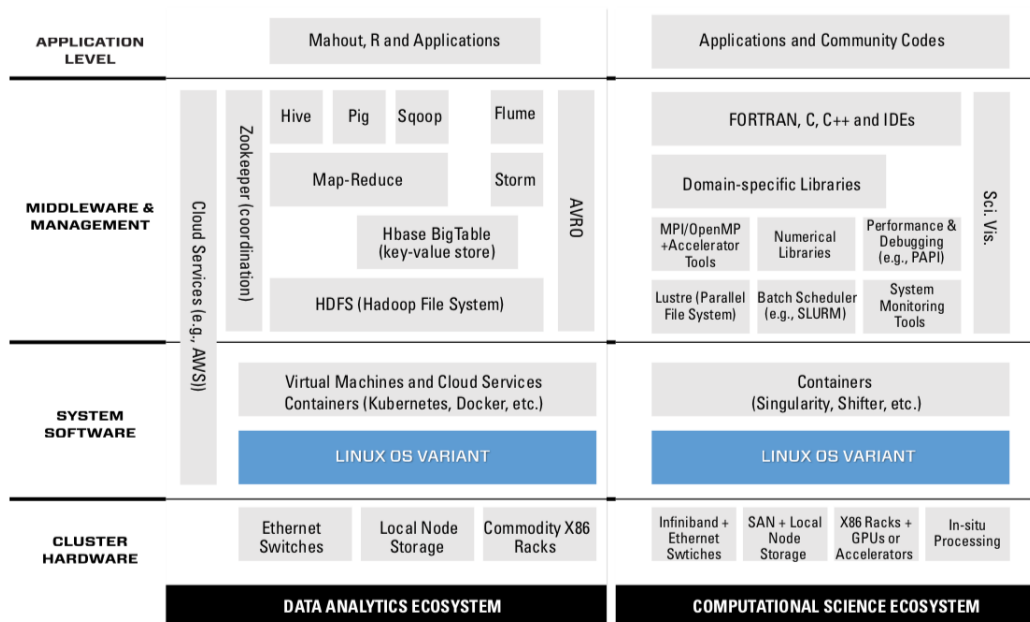 APPLICATION
LEVEL
Mahout, R and Applications
Applications and Community Codes
MIDDLEWARE &
MANAGEMENT
Cloud Services (e.g., AWS))
Zookeeper (coordination)
Hive
Pig
Sqoop
Flume
Map-Reduce
Storm
Hbase BigTable
(key-value store)
HDFS (Hadoop File System)
AVRO
FORTRAN, C, C++ and IDEs
Domain-specific Libraries
MPI/OpenMP
+Accelerator
Tools
Numerical
Libraries
Performance &
Debugging
(e.g., PAPI)
Lustre (Parallel
File System)
Batch Scheduler
(e.g., SLURM)
System
Monitoring
Tools
Sci. Vis.
SYSTEM
SOFTWARE
Virtual Machines and Cloud Services
Containers (Kubernetes, Docker, etc.)
LINUX OS VARIANT
Containers
(Singularity, Shifter, etc.)
LINUX OS VARIANT
CLUSTER
HARDWARE
Ethernet
Switches
Local Node
Storage
Commodity X86
Racks
Infiniband +
Ethernet
Swtiches
SAN + Local
Node
Storage
X86 Racks +
GPUs or
Accelerators
In-situ
Processing
DATA ANALYTICS ECOSYSTEM
COMPUTATIONAL SCIENCE ECOSYSTEM